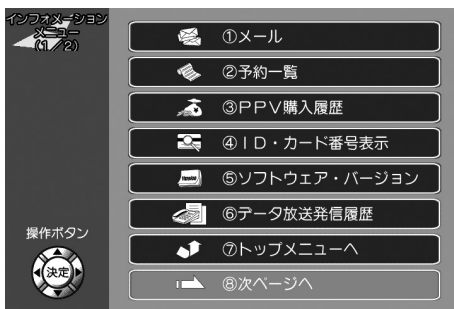 インフォメーション
メニュー
(1/2)
①メール
②予約一覧
③PPV購入履歴
④ID・カード番号表示
⑤ソフトウェア・バージョン
⑥データ放送発信履歴
⑦トップメニューへ
⑧次ページへ
操作ボタン
決定